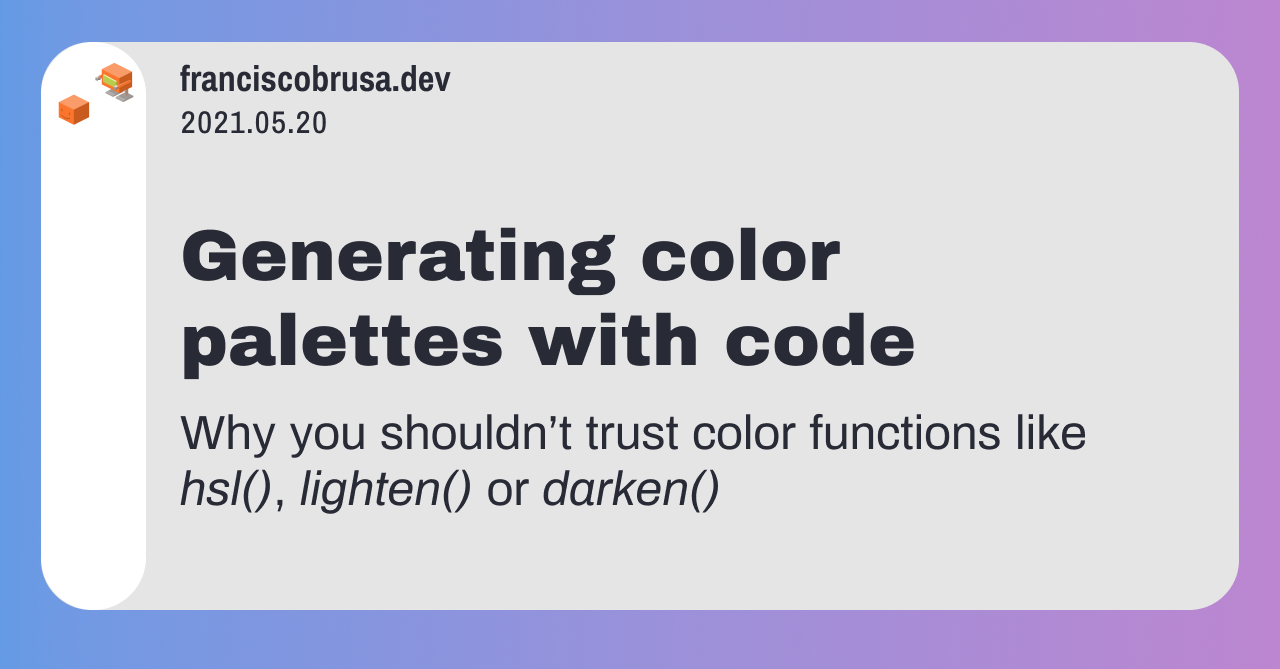 franciscobrusa.dev
2021.05.20
Generating color
palettes with code
Why you shouldn’t trust color functions like
hsl(), lighten() or darken()